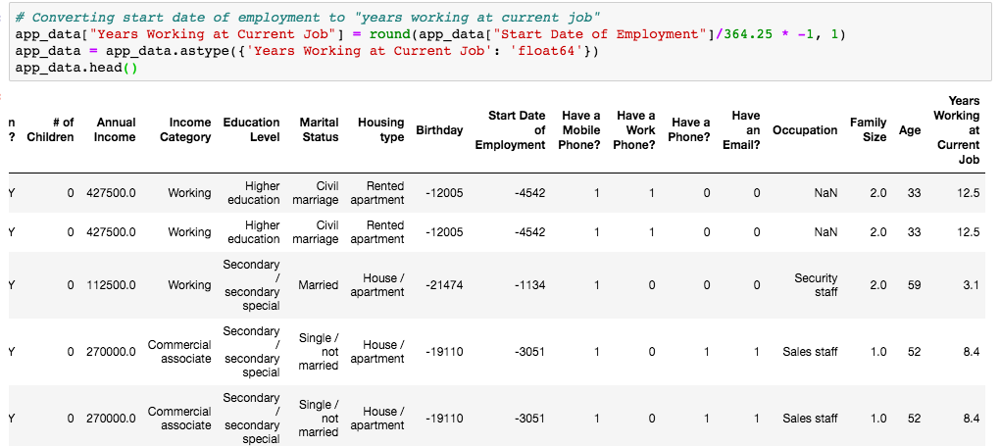 # Converting start date of employment to "years working at current job"
app_data["Years Working at Current Job"] = round(app_data["Start Date of Employment"]/364.25 * -1, 1)
app_data = app_data.astype({'Years Working at Current Job': 'float64'})
app_data.head()
n ? # of Children Annual Income Income Category Education Level Marital Status Housing type Birthday Start Date of Employment Have a Mobile Phone? Have a Work Phone? Have a Phone? Have an Email? Occupation Family Size Age Years Working at Current Job
Y 0 427500.0 Working Higher education Civil marriage Rented apartment -12005 -4542 1 1 0 0 NaN 2.0 33 12.5
Y 0 427500.0 Working Higher education Civil marriage Rented apartment -12005 -4542 1 1 0 0 NaN 2.0 33 12.5
Y 0 112500.0 Working Secondary / secondary special Married House / apartment -21474 -1134 1 0 0 0 Security staff 2.0 59 3.1
Y 0 270000.0 Commercial associate Secondary / secondary special Single / not married House / apartment -19110 -3051 1 0 1 1 Sales staff 1.0 52 8.4
Y 0 270000.0 Commercial associate Secondary / secondary special Single / not married House / apartment -19110 -3051 1 0 1 1 Sales staff 1.0 52 8.4